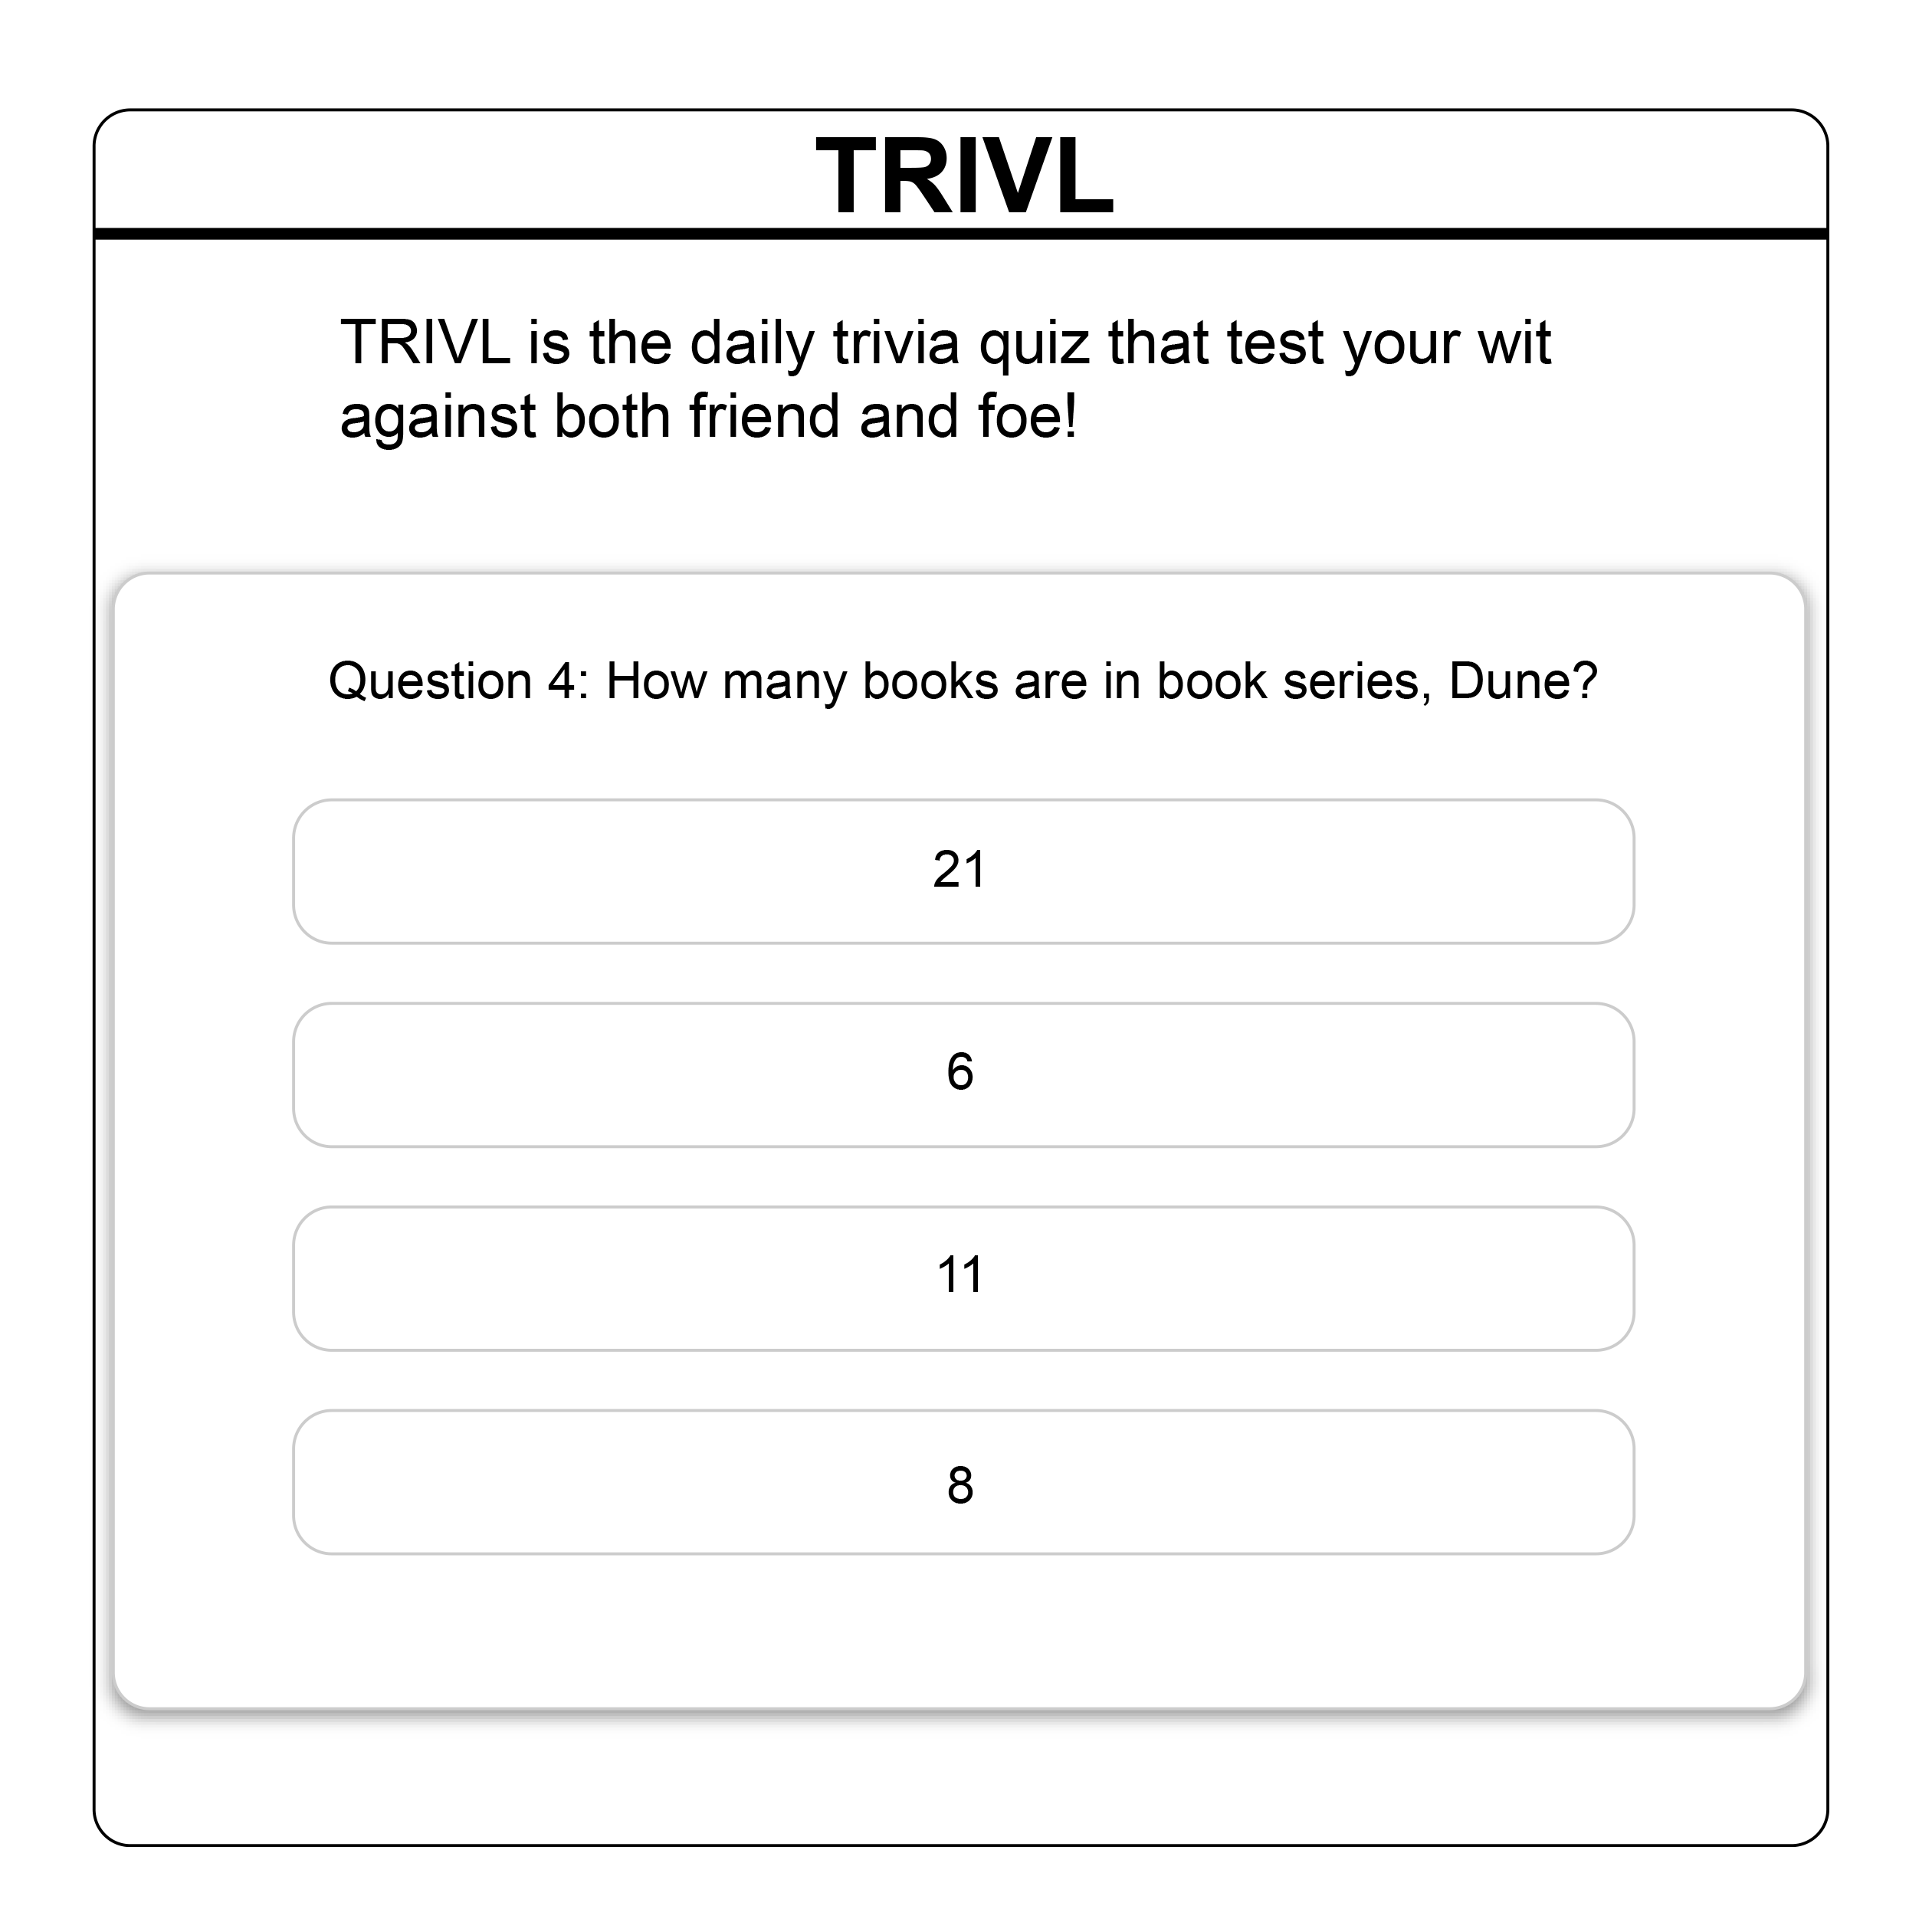 TRIVL
TRIVL is the daily trivia quiz that test your wit
against both friend and foe!
Question 4: How many books are in book series, Dune?
21
6
11
8